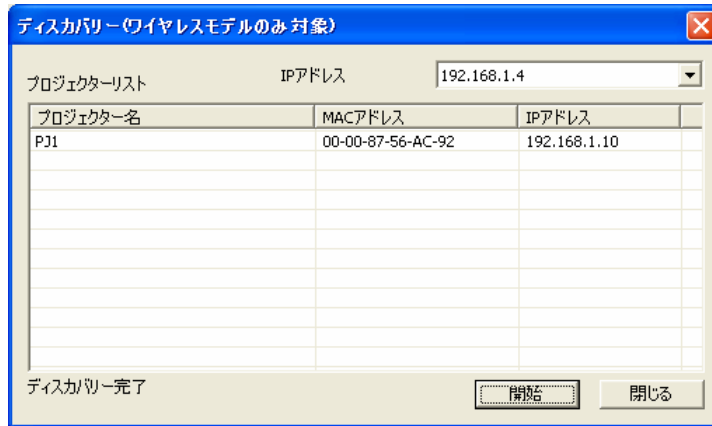 ディスカバリー(ワイヤレスモデルのみ対象)
プロジェクターリスト IPアドレス 192.168.1.4
プロジェクター名 MACアドレス IPアドレス
PJ1 00-00-87-56-AC-92 192.168.1.10
ディスカバリー完了 開始 閉じる